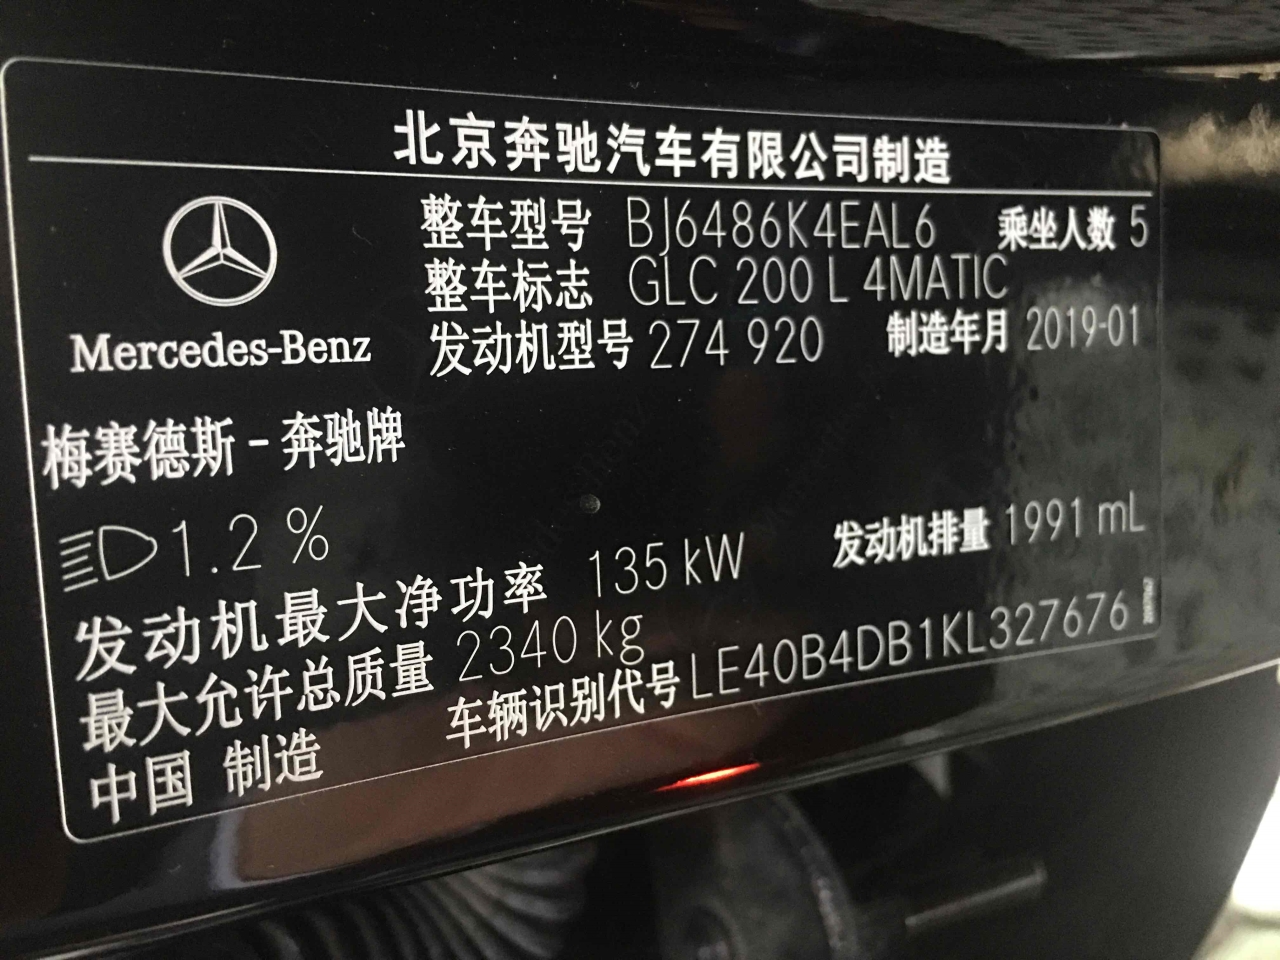 北京奔驰汽车有限公司制造
整车型号 BJ6486K4EAL6 乘坐人数 5
整车标志 GLC 200 L 4MATIC
发动机型号 274 920 制造年月 2019-01
Mercedes-Benz
梅赛德斯-奔驰牌
1.2 %
发动机最大净功率 135 kW 发动机排量 1991 mL
最大允许总质量 2340 kg
车辆识别代号 LE40B4DB1KL327676
中国 制造